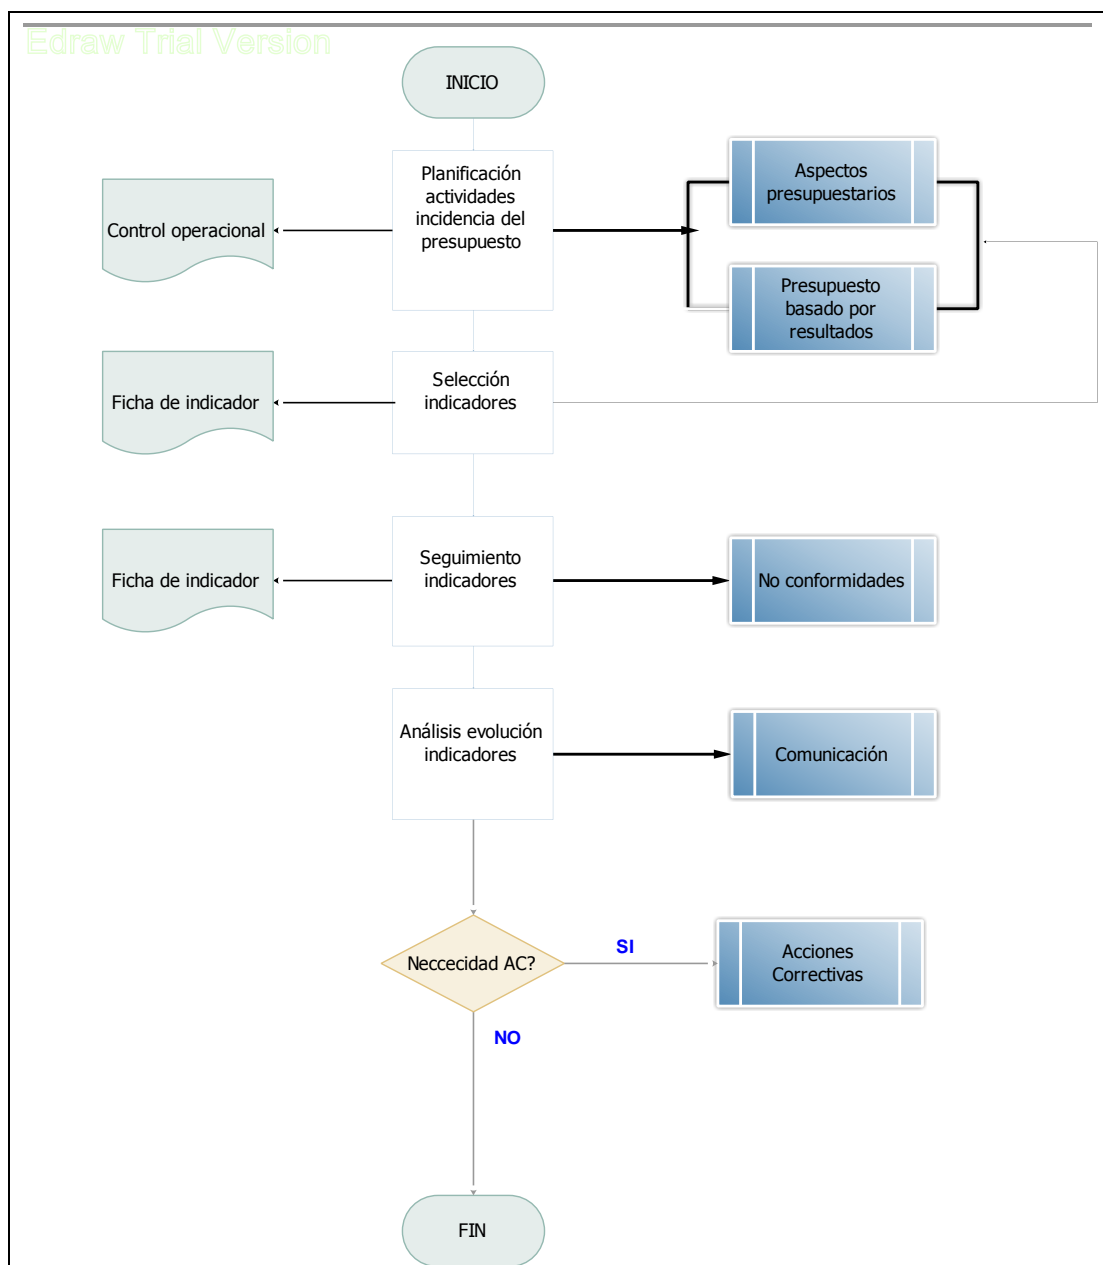 Edraw Trial Version
INICIO
Planificación
actividades
incidencia del
presupuesto
Control operacional
Aspectos
presupuestarios
Presupuesto
basado por
resultados
Selección
indicadores
Ficha de indicador
Seguimiento
indicadores
Ficha de indicador
No conformidades
Análisis evolución
indicadores
Comunicación
Neccecidad AC?
SI
Acciones
Correctivas
NO
FIN